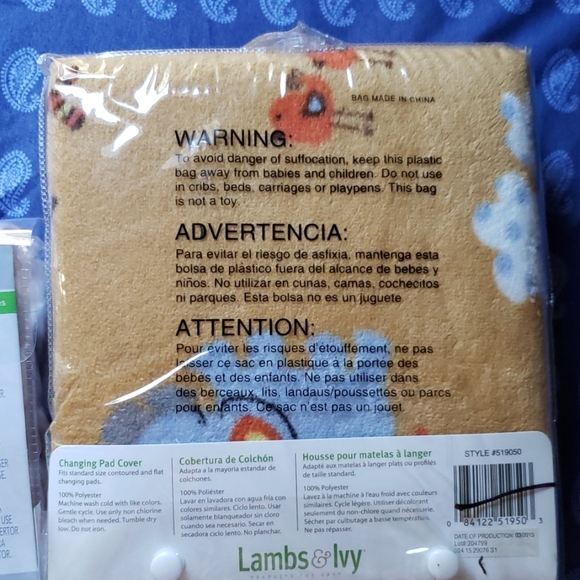 BAG MADE IN CHINA
WARNING:
To avoid danger of suffocation, keep this plastic
bag away from babies and children. Do not use
in cribs, beds, carriages or playpens. This bag
is not a toy.
ADVERTENCIA:
Para evitar el riesgo de asfixia, mantenga esta
bolsa de plástico fuera del alcance de bebés y
niños. No utilizar en cunas, camas, cochecitos
ni parques. Esta bolsa no es un juguete.
ATTENTION:
Pour éviter les risques d'étouffement, ne pas
laisser ce sac en plastique à la portée des
bébés et des enfants. Ne pas utiliser dans
des berceaux, lits, landaus/poussettes ou parcs
pour enfants. Ce sac n'est pas un jouet.
Changing Pad Cover
Fits standard size contoured and flat
changing pads.
100% Polyester
Machine wash cold with like colors.
Gentle cycle. Use only non chlorine
bleach when needed. Tumble dry
low. Do not iron.
Cobertura de Colchón
Adapta a la mayoria estandar de
colchones.
100% Poliéster
Lavar en lavadora con agua fria con
colores similares. Ciclo lento. Usar
solamente blanqueador sin cloro
cuando sea necesario. Secar en
secadora ciclo lento. No planchar.
Housse pour matelas à langer
Adapté aux matelas à langer plats ou profilés
de taille standard.
100% Polyester
Lavez à la machine à l'eau froid avec couleurs
similaires. Cycle légère. Utiliser décolorant
seulement du non chlore quand nécessaire.
Sécher par culbutage a basse température.
Ne pas repasser.
STYLE #519050
0 84122 51950 3
DATE OF PRODUCTION: 03/2015
Lot# 204799
Lambs & Ivy